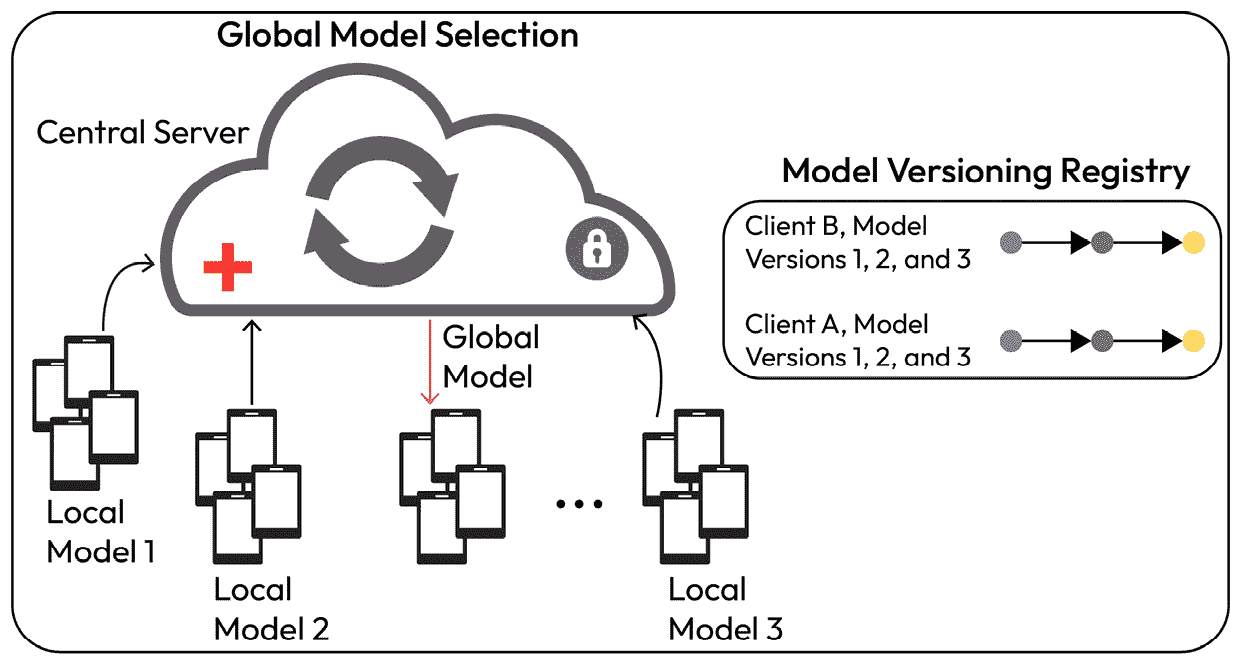 Global Model Selection
Central Server
Model Versioning Registry
Client B, Model
Versions 1, 2, and 3
Client A, Model
Versions 1, 2, and 3
Global
Model
...
Local
Model 1
Local
Model 2
Local
Model 3